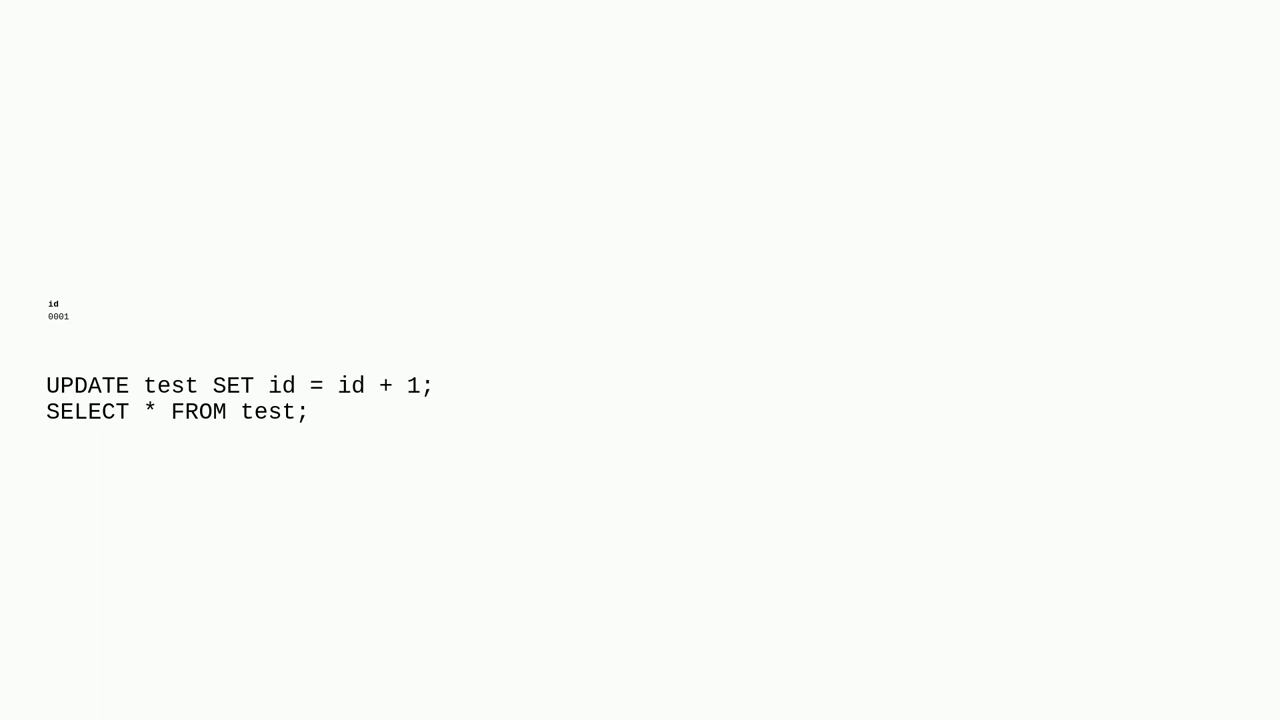 id
0001
UPDATE test SET id = id + 1;
SELECT * FROM test;